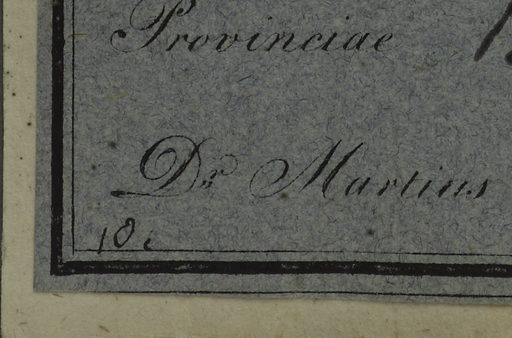 Provinciae
Dr Martius
18.